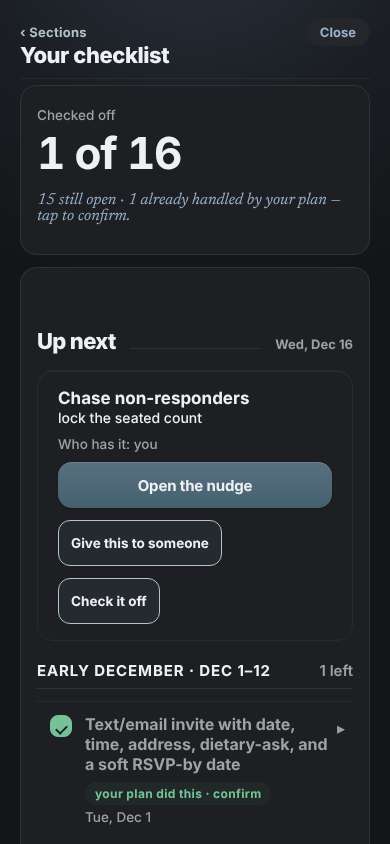 ‹ Sections
Close
Your checklist
Checked off
1 of 16
15 still open · 1 already handled by your plan –
tap to confirm.
Up next
Wed, Dec 16
Chase non-responders
lock the seated count
Who has it: you
Open the nudge
Give this to someone
Check it off
EARLY DECEMBER · DEC 1–12
1 left
Text/email invite with date,
time, address, dietary-ask, and
a soft RSVP-by date
your plan did this · confirm
Tue, Dec 1